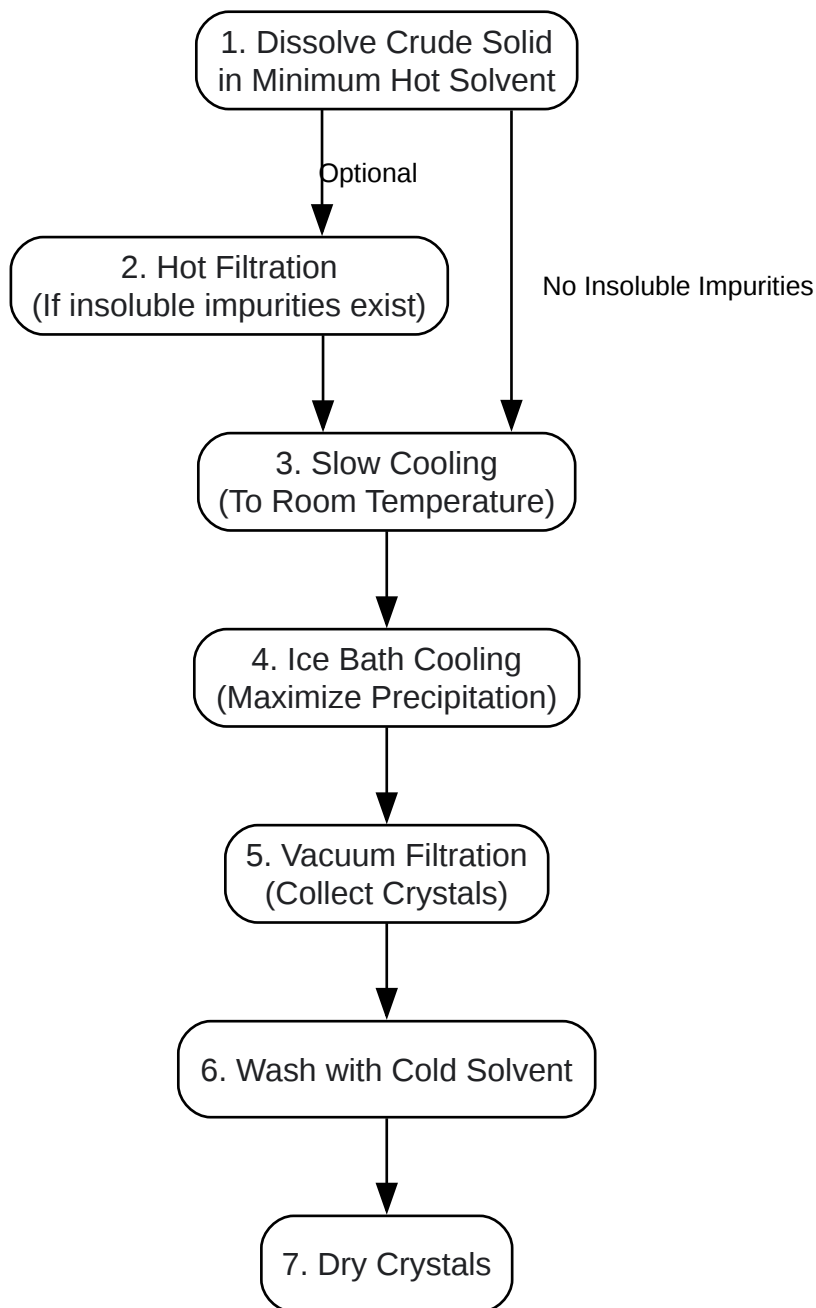 1. Dissolve Crude Solid
in Minimum Hot Solvent
Optional
2. Hot Filtration
(If insoluble impurities exist)
No Insoluble Impurities
3. Slow Cooling
(To Room Temperature)
4. Ice Bath Cooling
(Maximize Precipitation)
5. Vacuum Filtration
(Collect Crystals)
6. Wash with Cold Solvent
7. Dry Crystals